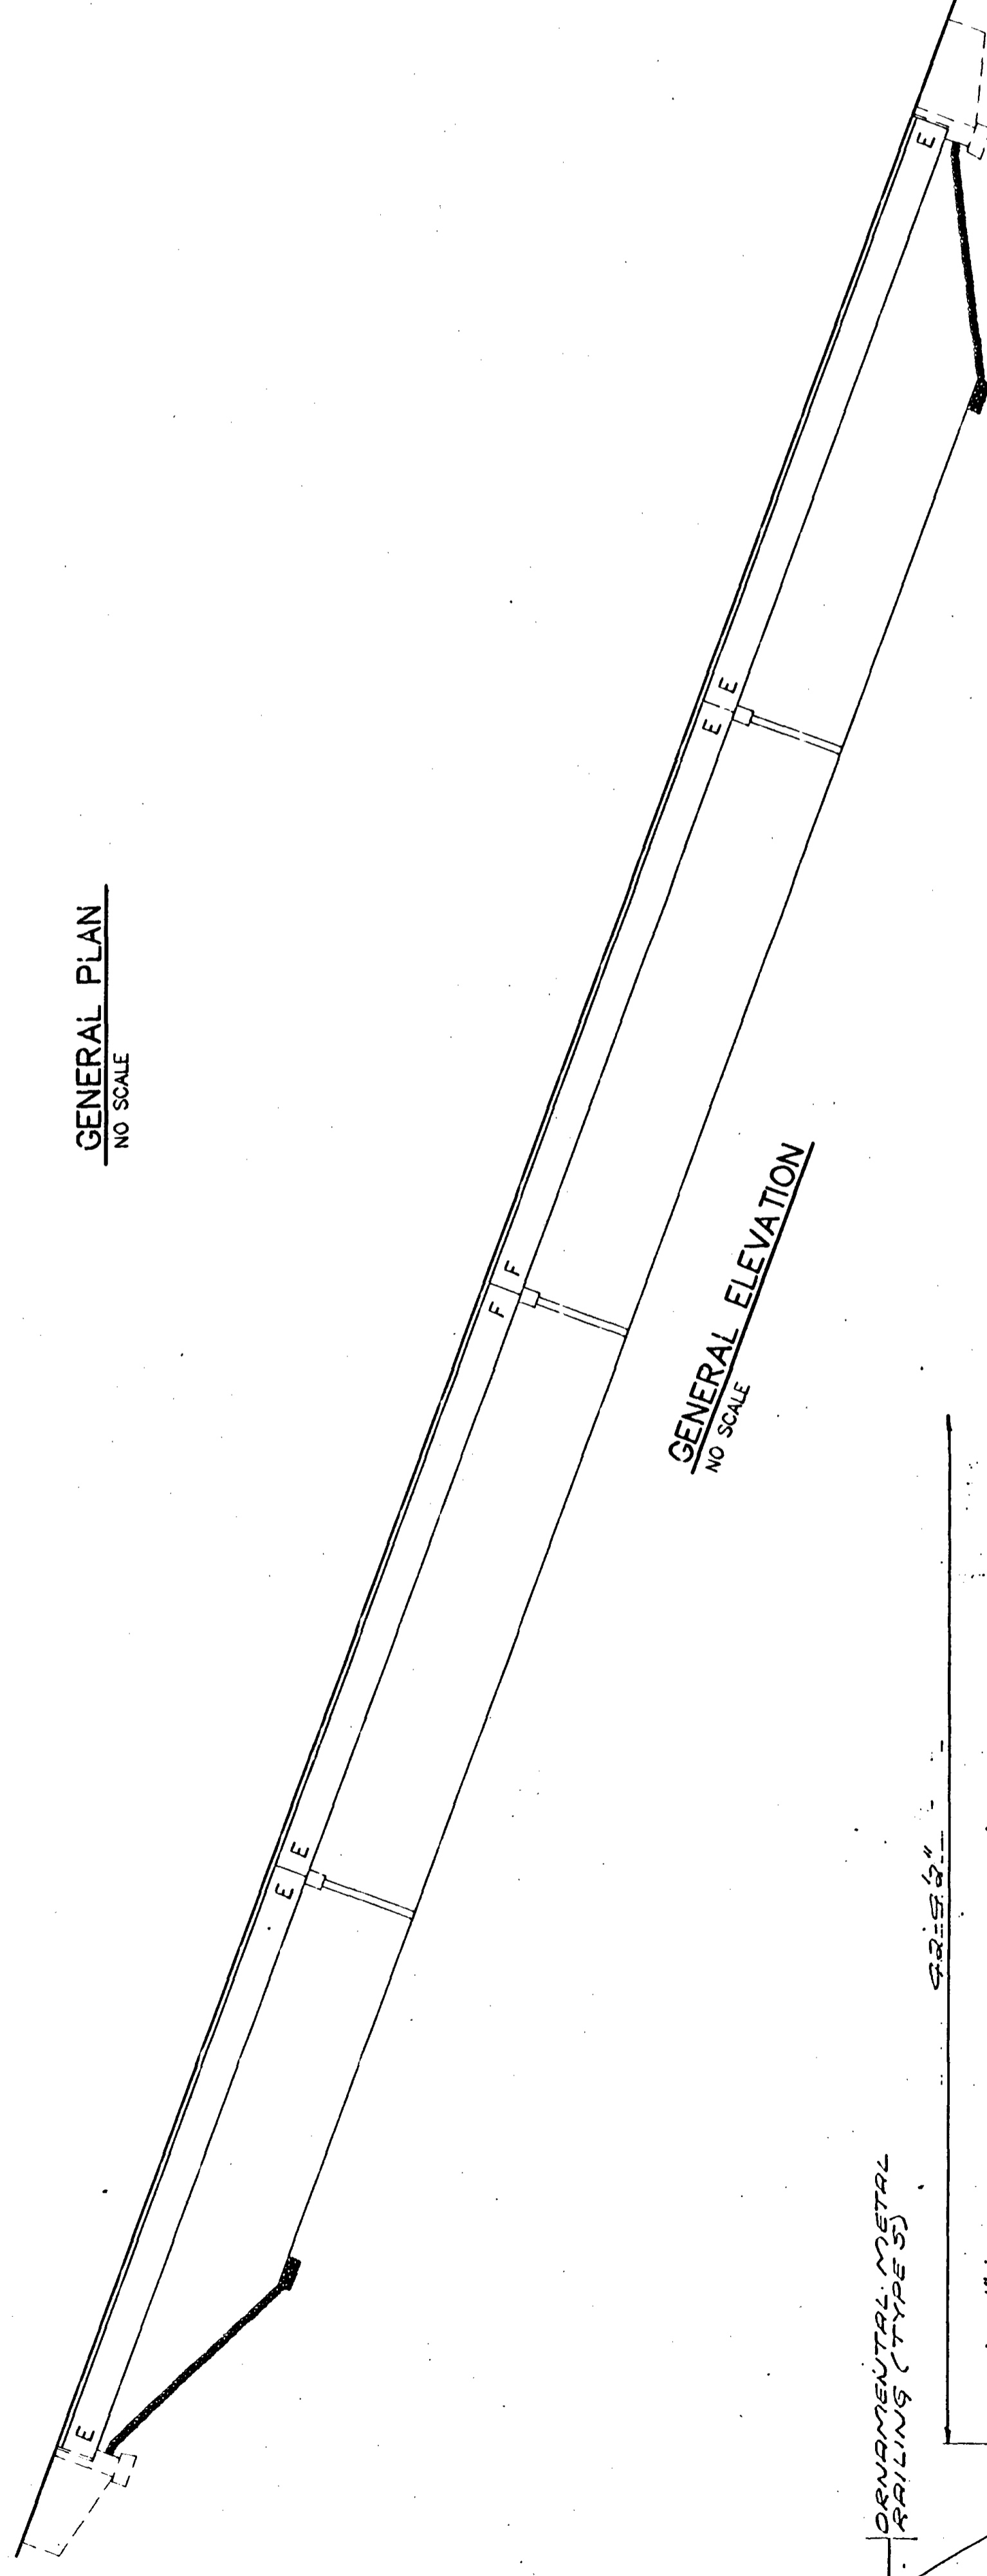 GENERAL PLAN
NO SCALE
E
E E
F F
E E
E
GENERAL ELEVATION
NO SCALE
ORNAMENTAL METAL
RAILING (TYPE 5)